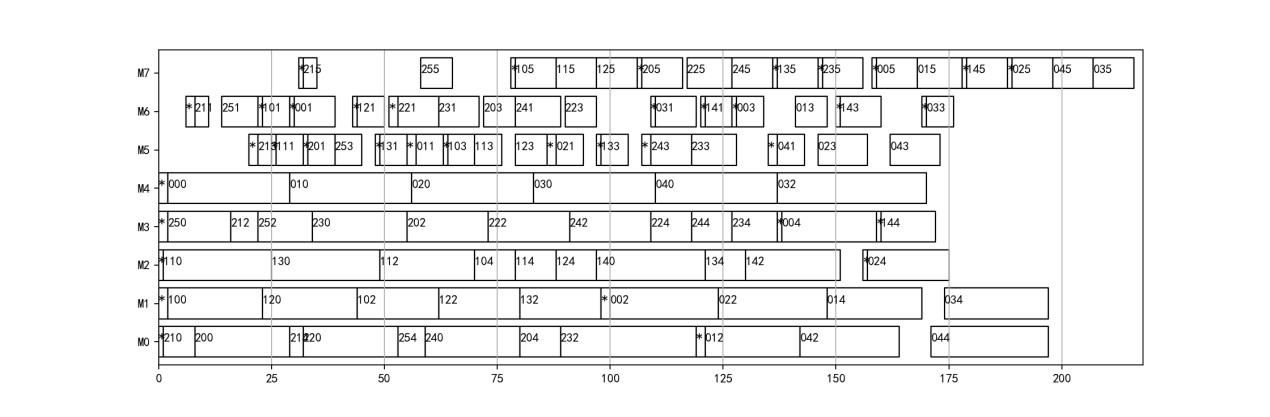 M7 * 215 255 * 105 115 125 * 205 225 245 * 135 * 235 * 005 015 * 145 * 025 045 035
M6 * 211 251 * 101 * 001 * 121 * 221 231 203 241 223 * 031 * 141 * 003 013 * 143 * 033
M5 * 213 * 111 * 201 253 * 131 * 011 * 103 113 123 * 021 * 133 * 243 233 * 041 023 043
M4 * 000 010 020 030 040 032
M3 * 250 212 252 230 202 222 242 224 244 234 * 004 * 144
M2 * 110 130 112 104 114 124 140 134 142 * 024
M1 * 100 120 102 122 132 * 002 022 014 034
M0 * 210 200 214 220 254 240 204 232 * 012 042 044
0 25 50 75 100 125 150 175 200